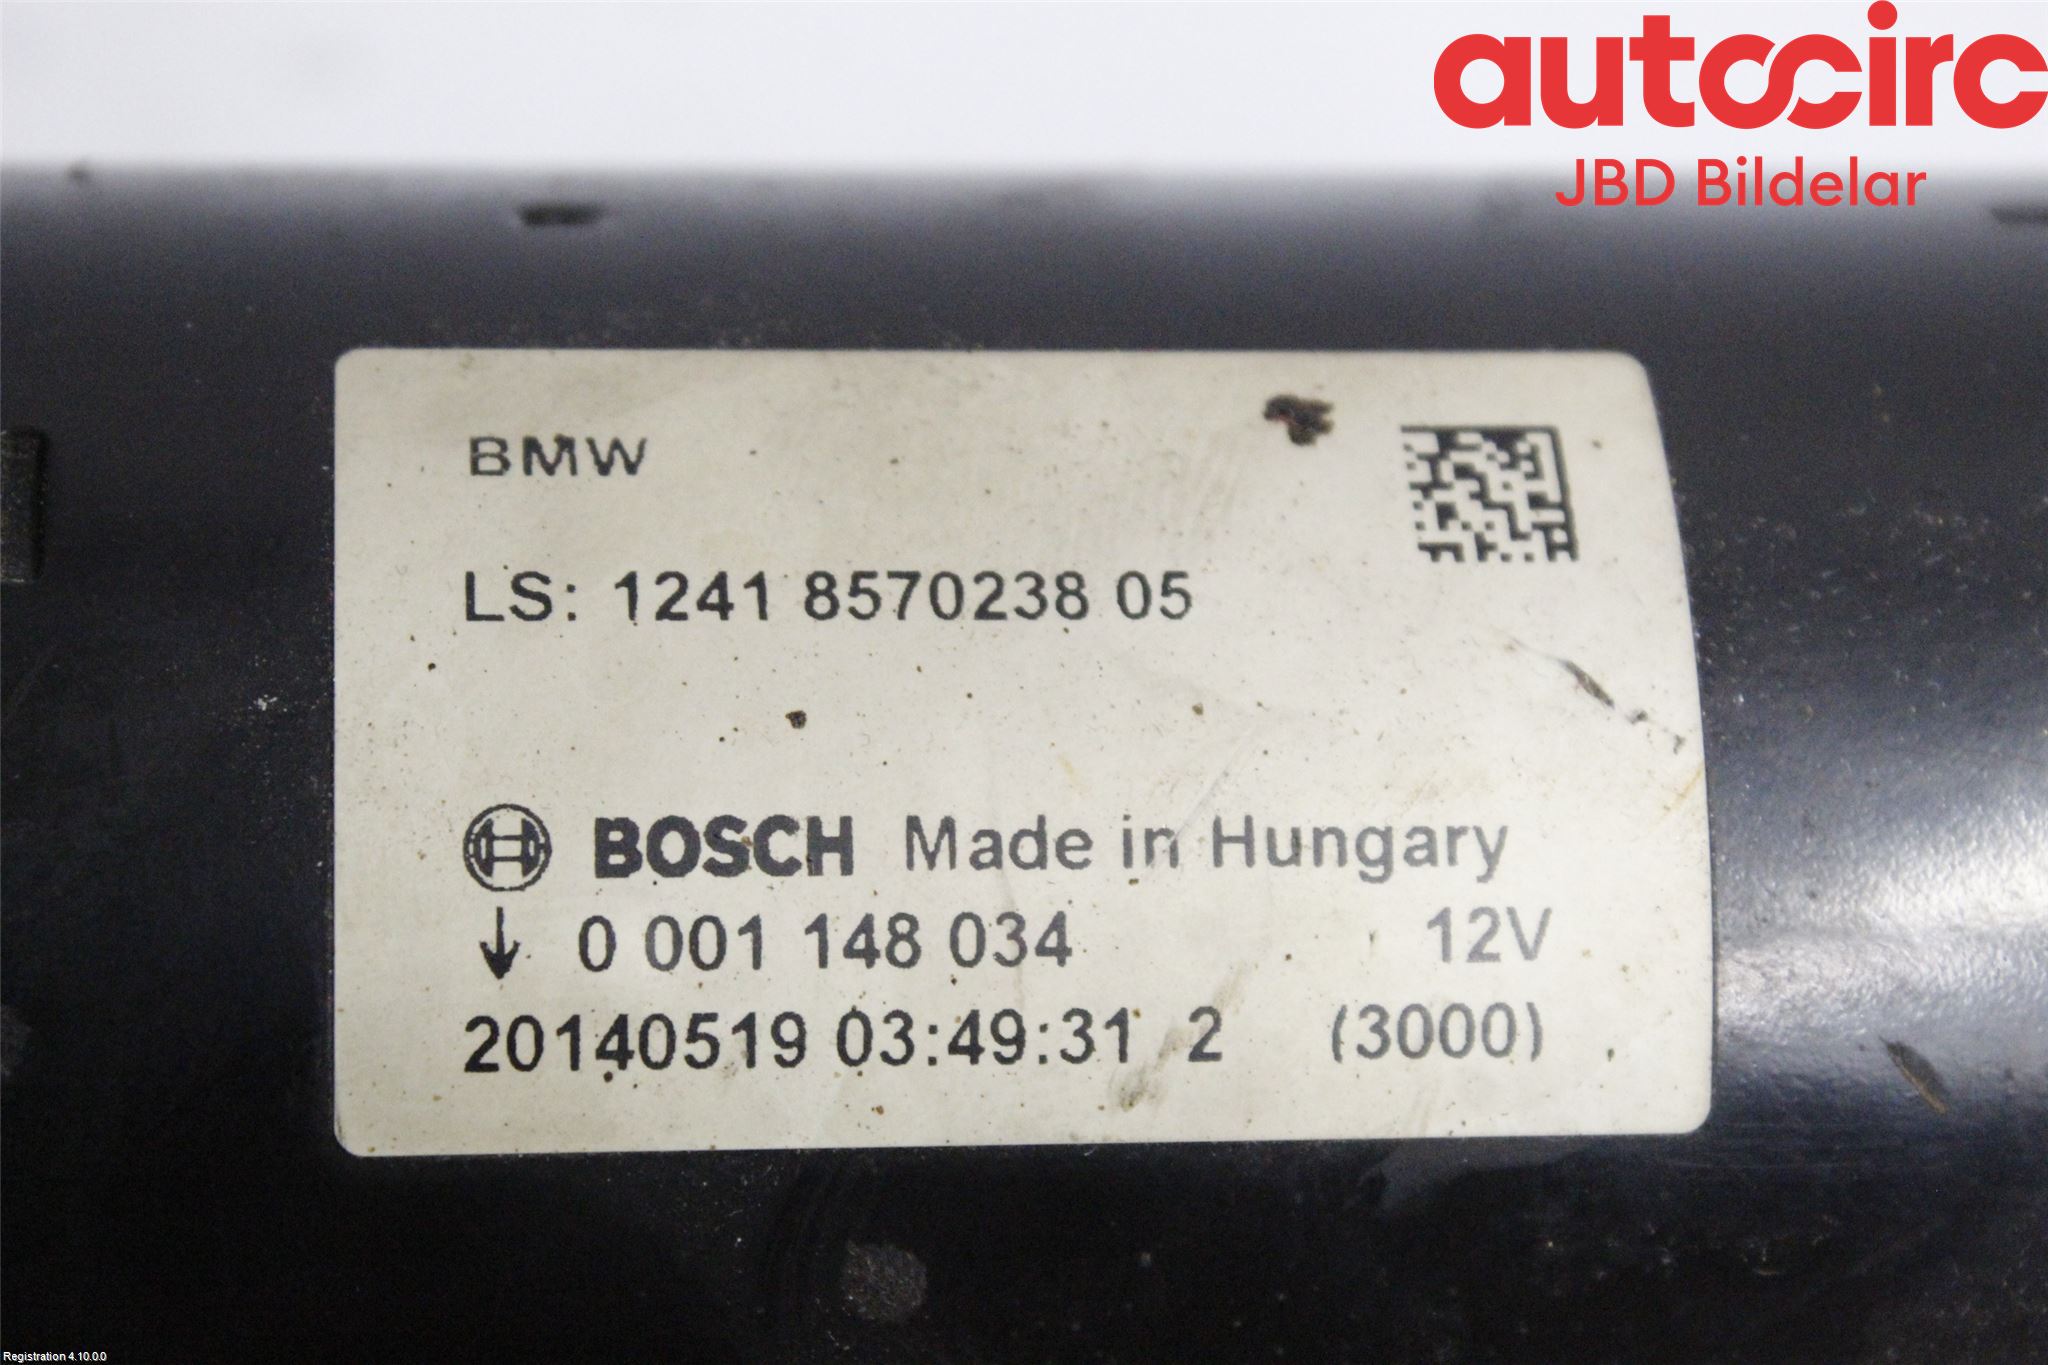 autocirc
JBD Bildelar
BMW
LS: 1241 8570238 05
BOSCH Made in Hungary
↓ 0 001 148 034 12V
20140519 03:49:31 2 (3000)
Registration 4.10.0.0